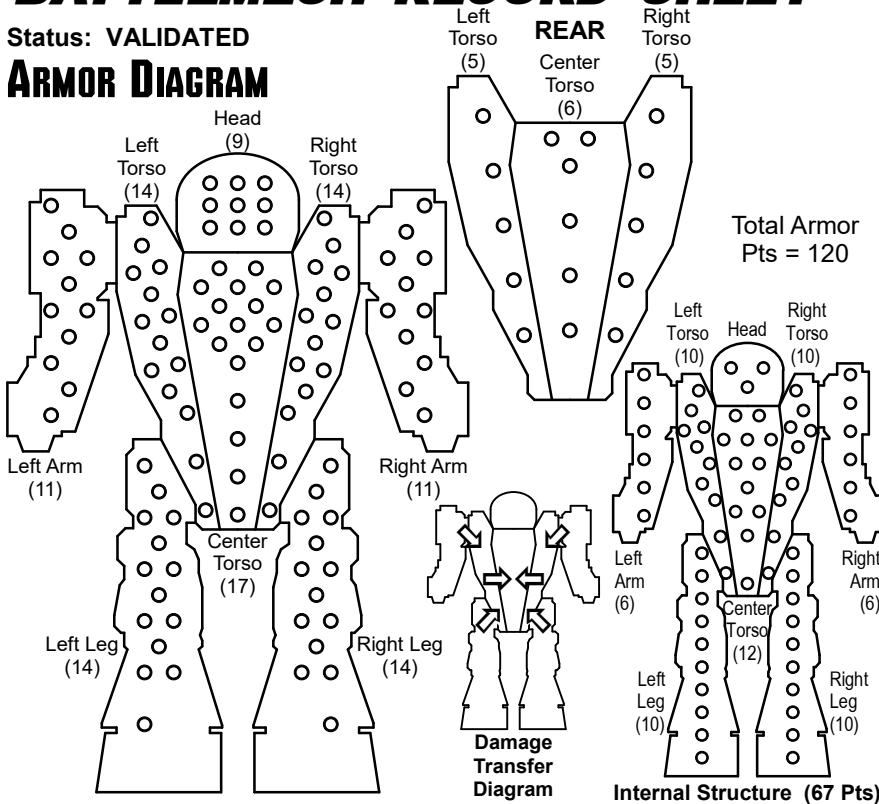 BATTLEMECH RECORD SHEET
Status: VALIDATED
ARMOR DIAGRAM
Head
(9)
Left
Torso
(14)
Right
Torso
(14)
Left Arm
(11)
Right Arm
(11)
Center
Torso
(17)
Left Leg
(14)
Right Leg
(14)
REAR
Left
Torso
(5)
Center
Torso
(6)
Right
Torso
(5)
Total Armor
Pts = 120
Damage
Transfer
Diagram
Left
Torso
(10)
Head
Right
Torso
(10)
Left
Arm
(6)
Right
Arm
(6)
Center
Torso
(12)
Left
Leg
(10)
Right
Leg
(10)
Internal Structure (67 Pts)